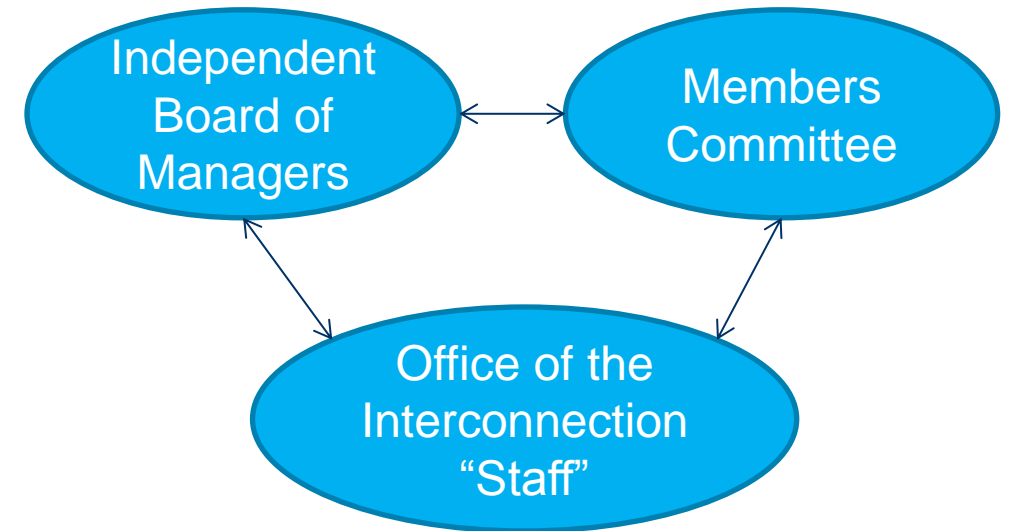 Independent
Board of
Managers
Members
Committee
Office of the
Interconnection
“Staff”